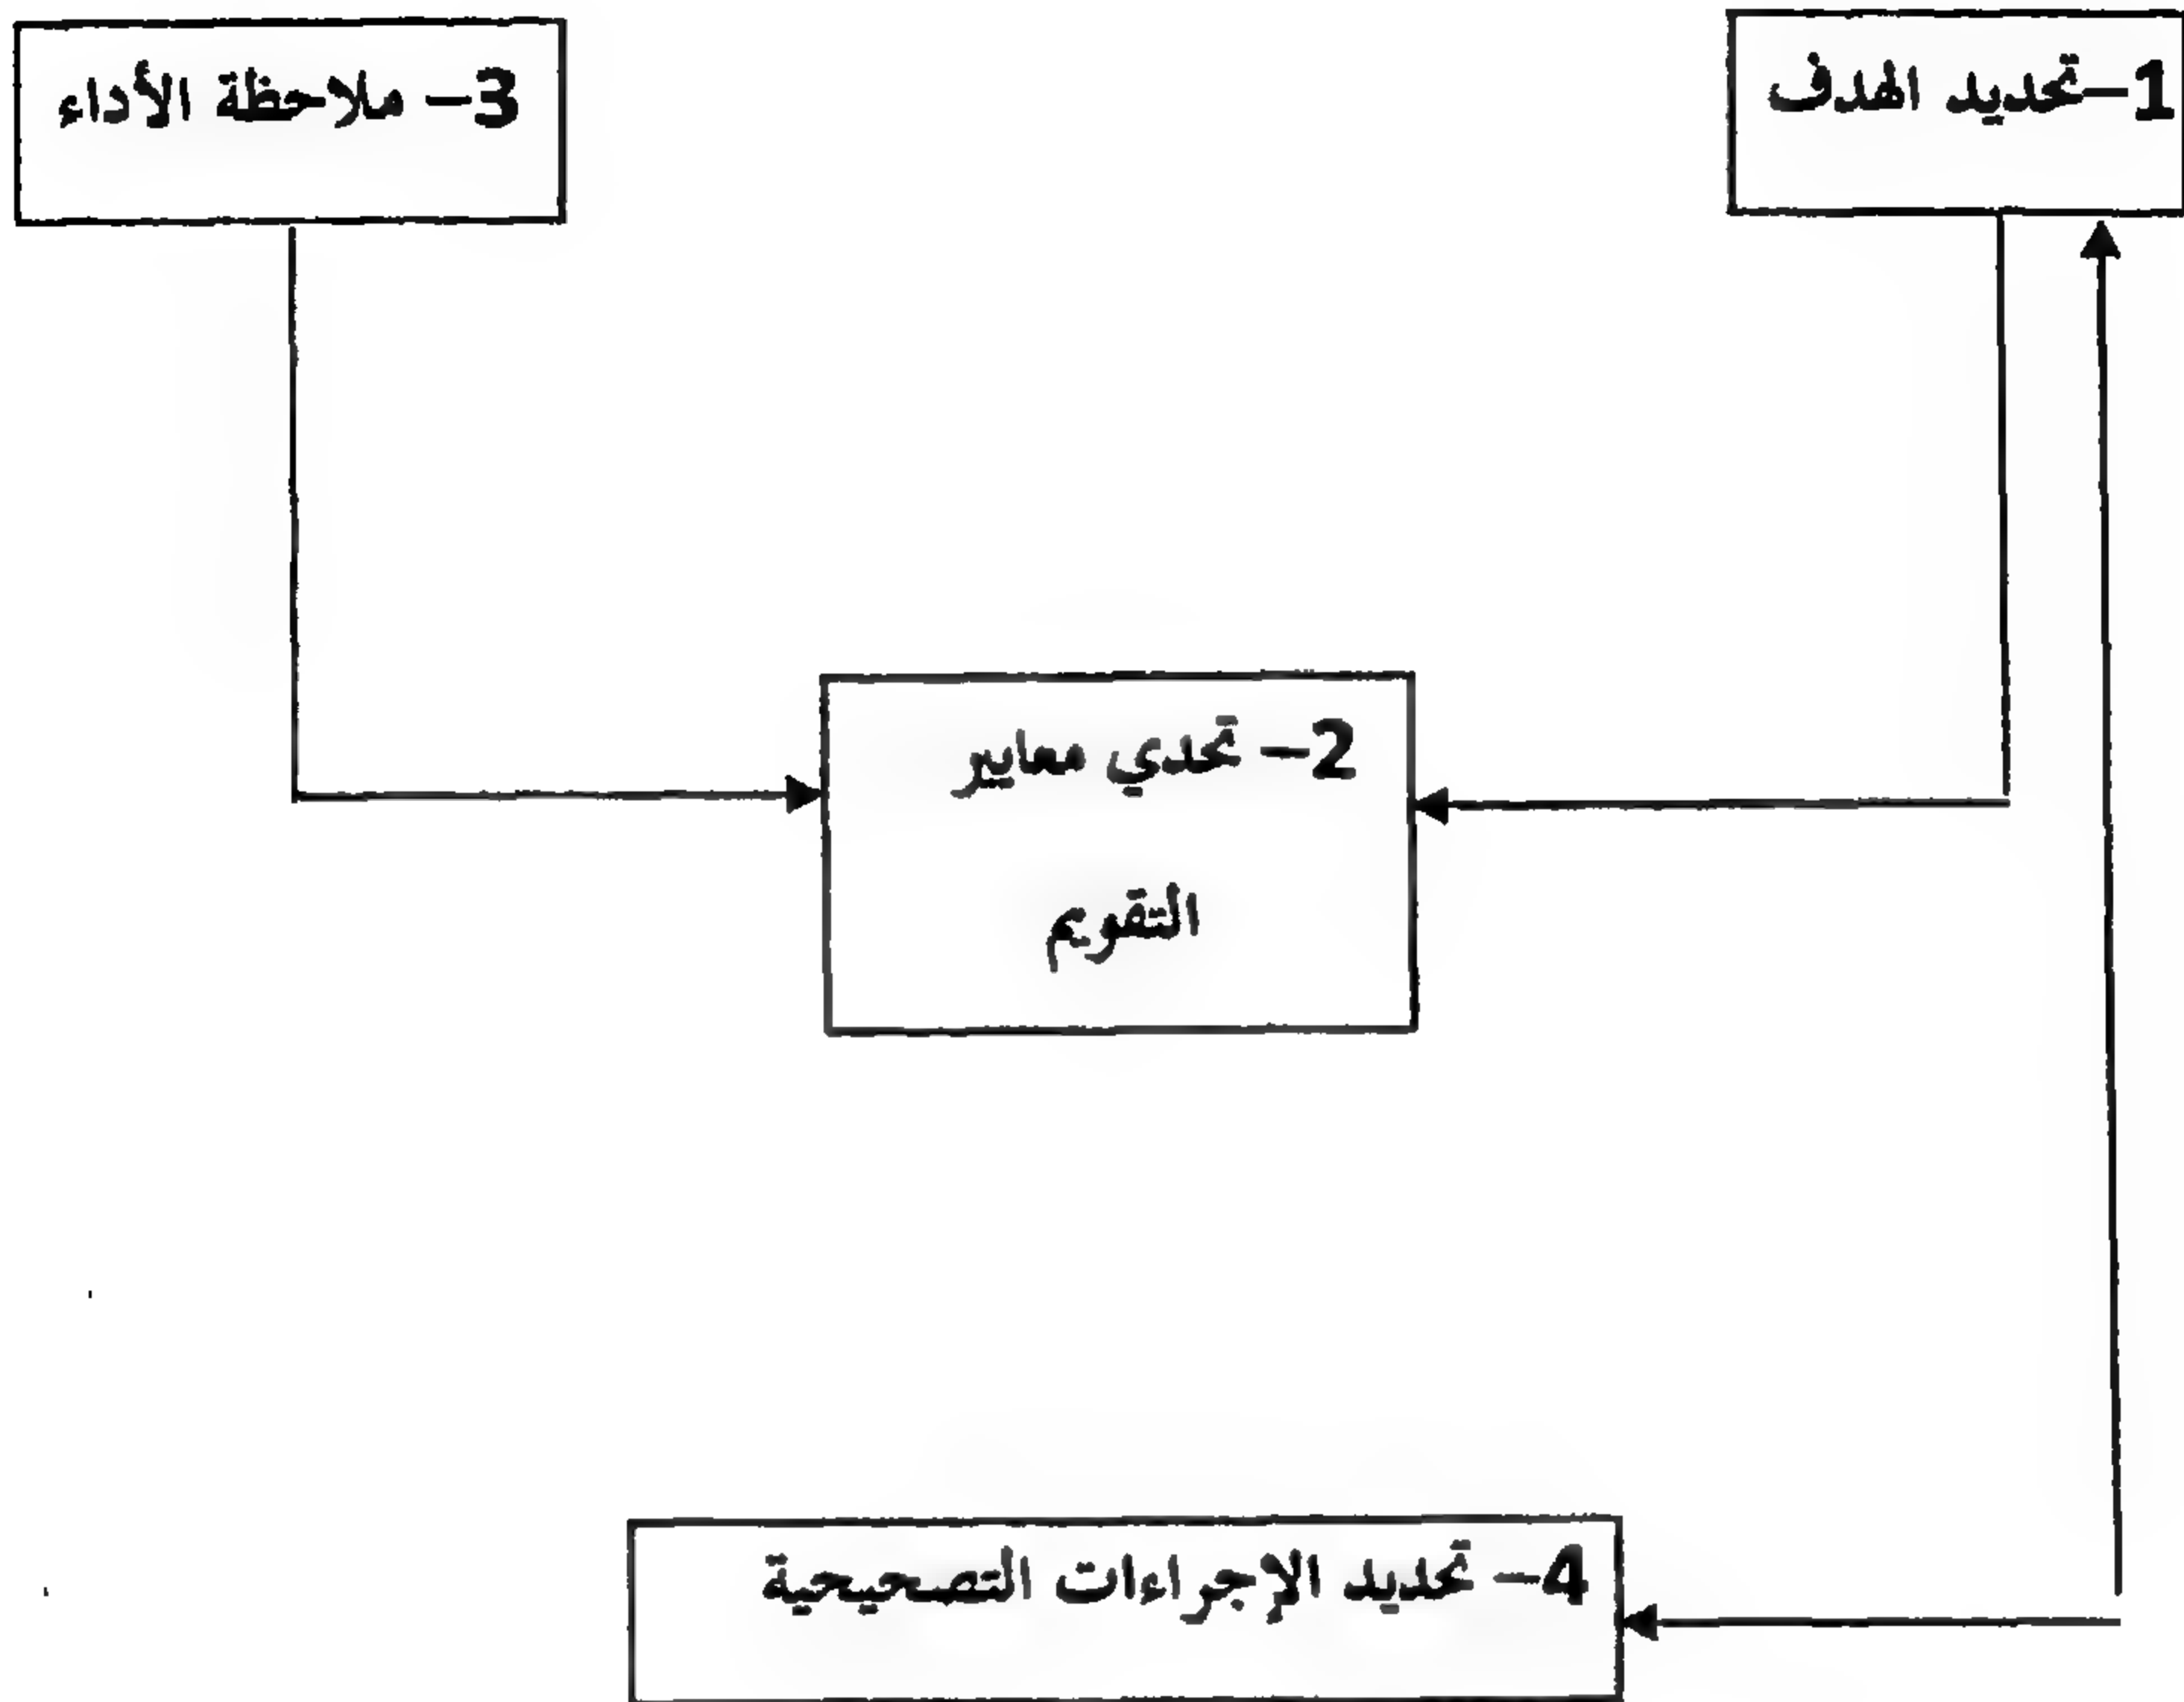 1–تحديد الهدف
3– ملاحظة الأداء
2– تحدي معايير
التقويم
4– تحديد الإجراءات التصحيحية